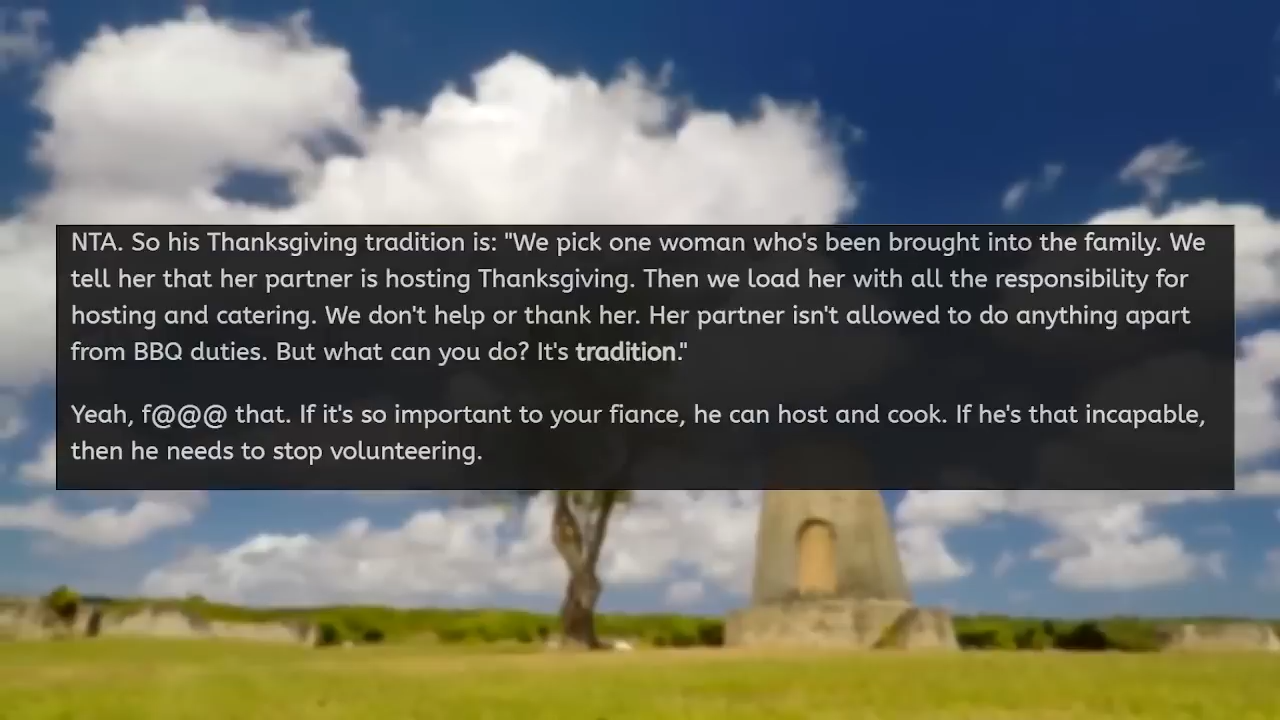 NTA. So his Thanksgiving tradition is: "We pick one woman who's been brought into the family. We
tell her that her partner is hosting Thanksgiving. Then we load her with all the responsibility for
hosting and catering. We don't help or thank her. Her partner isn't allowed to do anything apart
from BBQ duties. But what can you do? It's tradition."
Yeah, f@@@ that. If it's so important to your fiance, he can host and cook. If he's that incapable,
then he needs to stop volunteering.